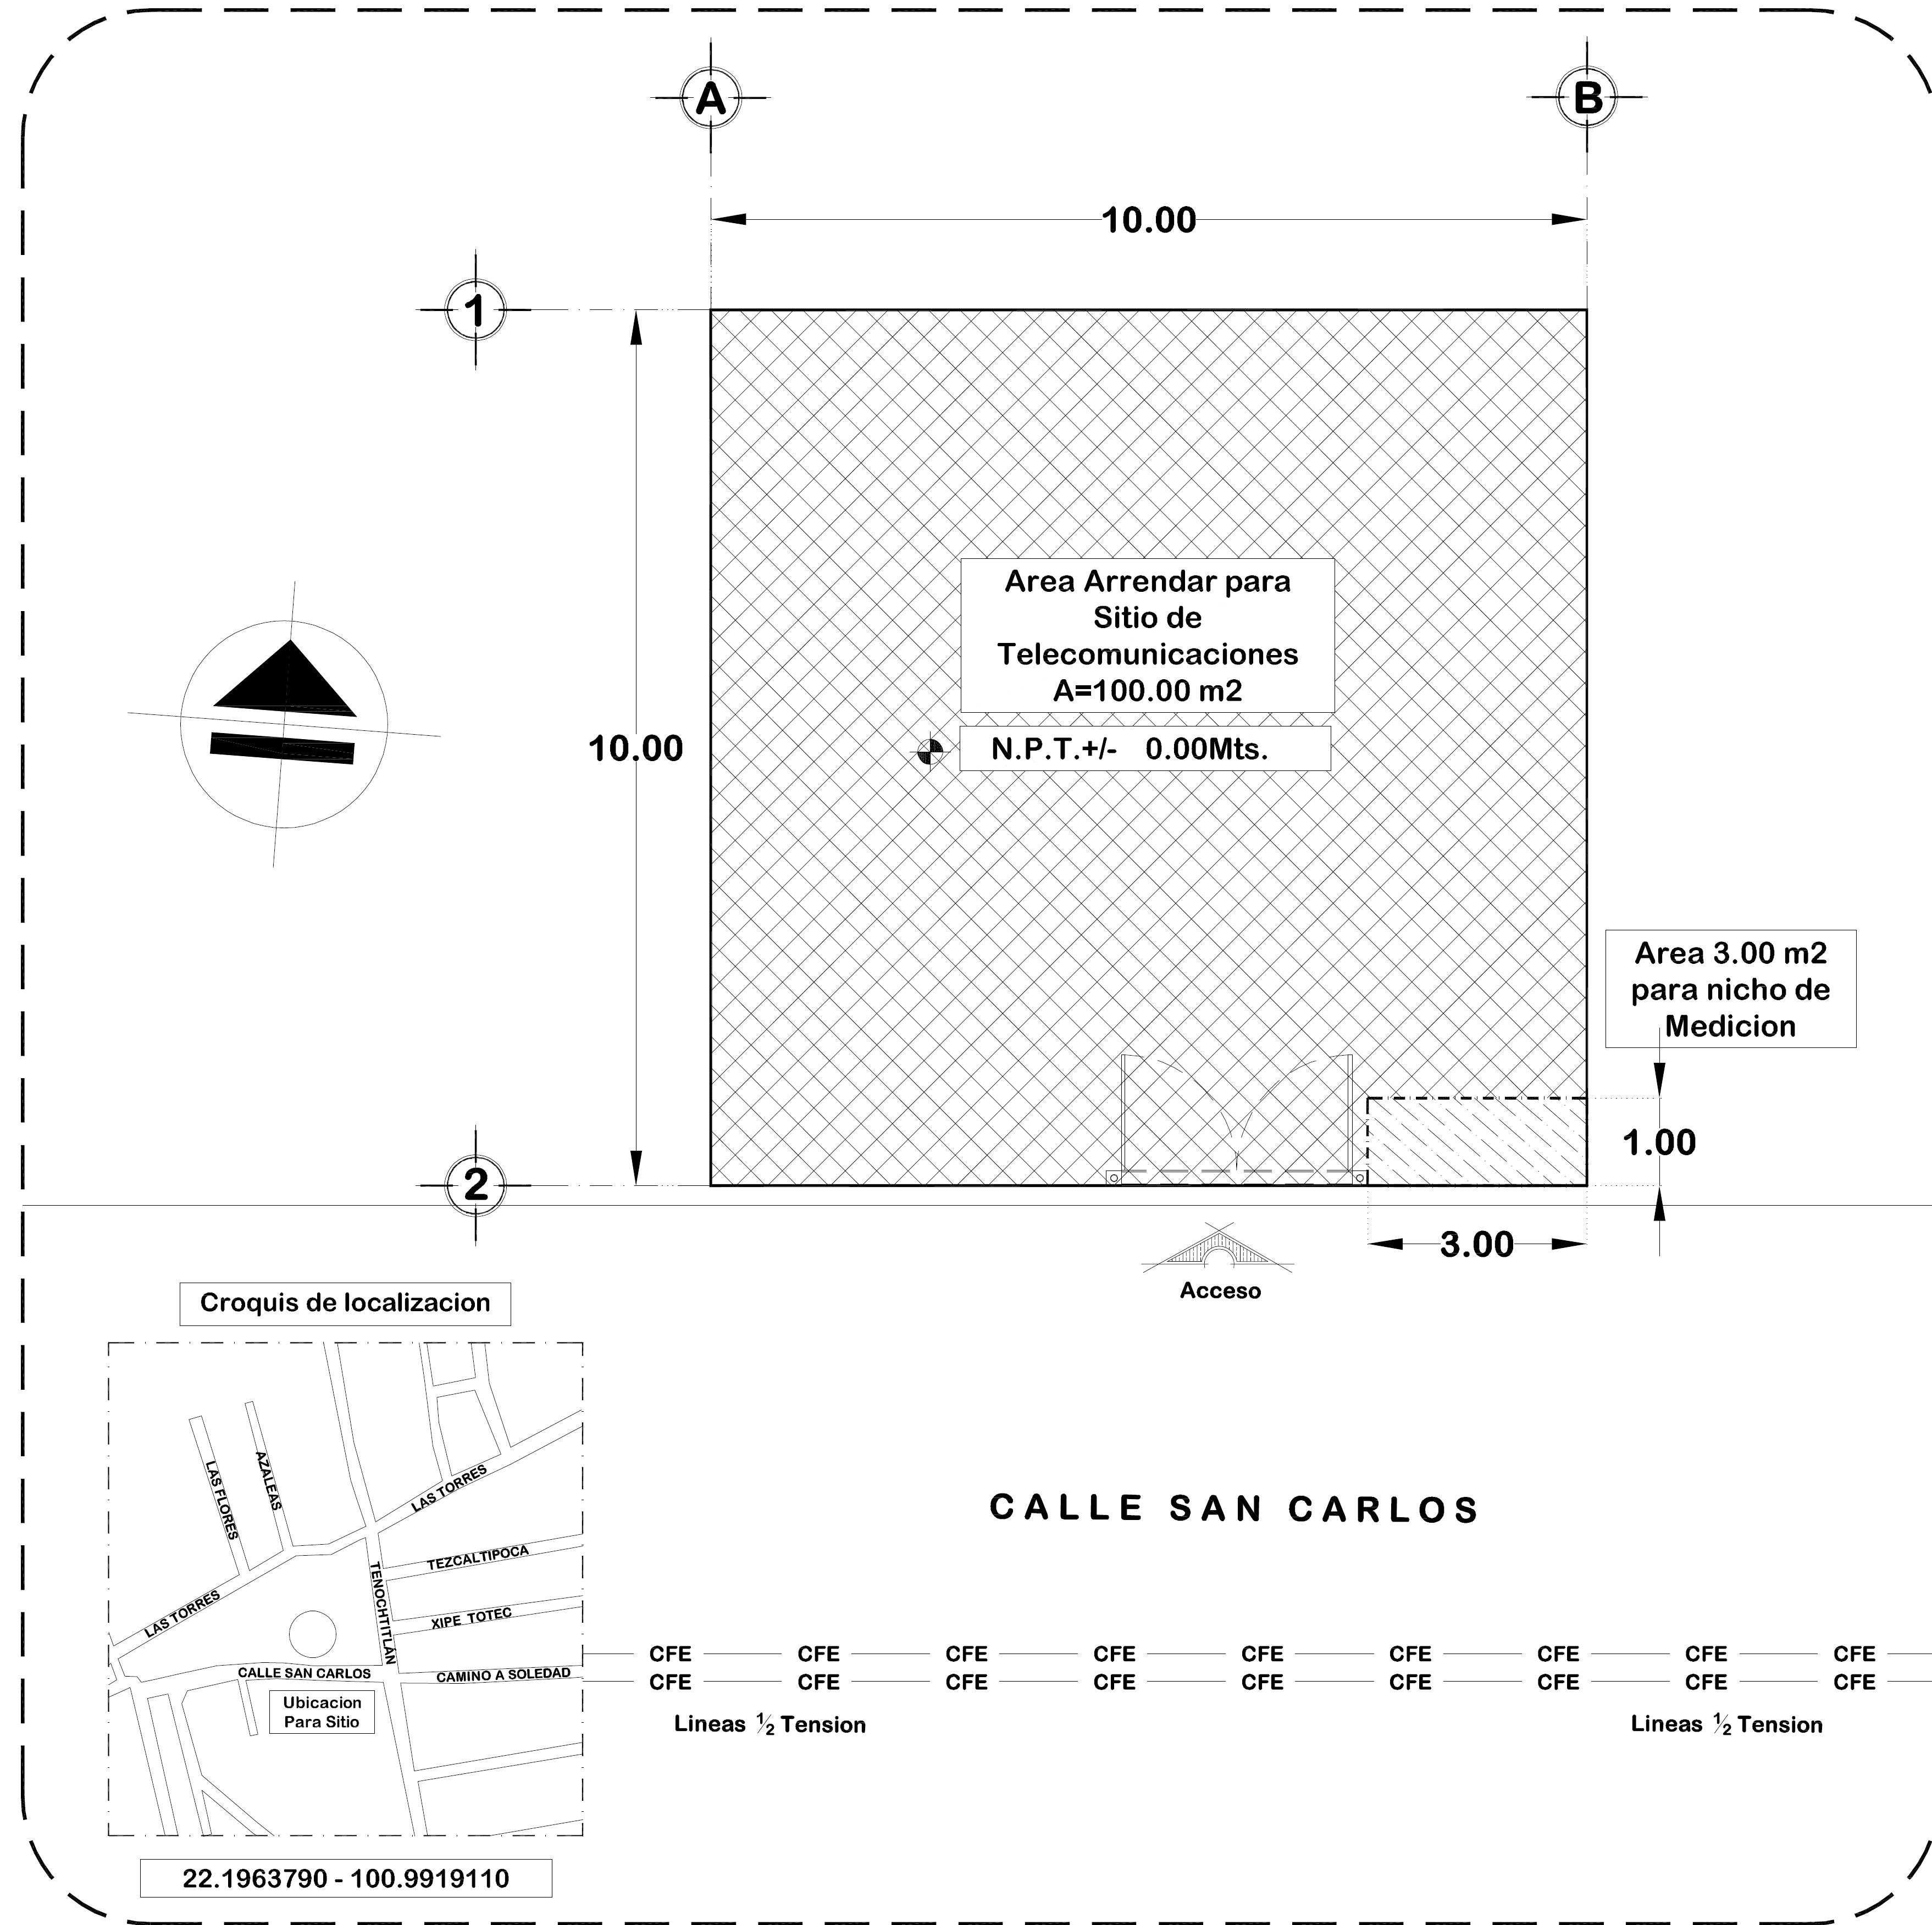 A
B
10.00
1
Area Arrendar para
Sitio de
Telecomunicaciones
A=100.00 m2
10.00
N.P.T.+/- 0.00Mts.
Area 3.00 m2
para nicho de
Medicion
1.00
2
3.00
Acceso
Croquis de localizacion
LAS FLORES
AZALEAS
LAS TORRES
TEZCALTIPOCA
TENOCHTITLÁN
LAS TORRES
XIPE TOTEC
CALLE SAN CARLOS
CAMINO A SOLEDAD
Ubicacion
Para Sitio
22.1963790 - 100.9919110
CALLE SAN CARLOS
CFE CFE CFE CFE CFE CFE CFE CFE CFE
CFE CFE CFE CFE CFE CFE CFE CFE CFE
Lineas ½ Tension
Lineas ½ Tension